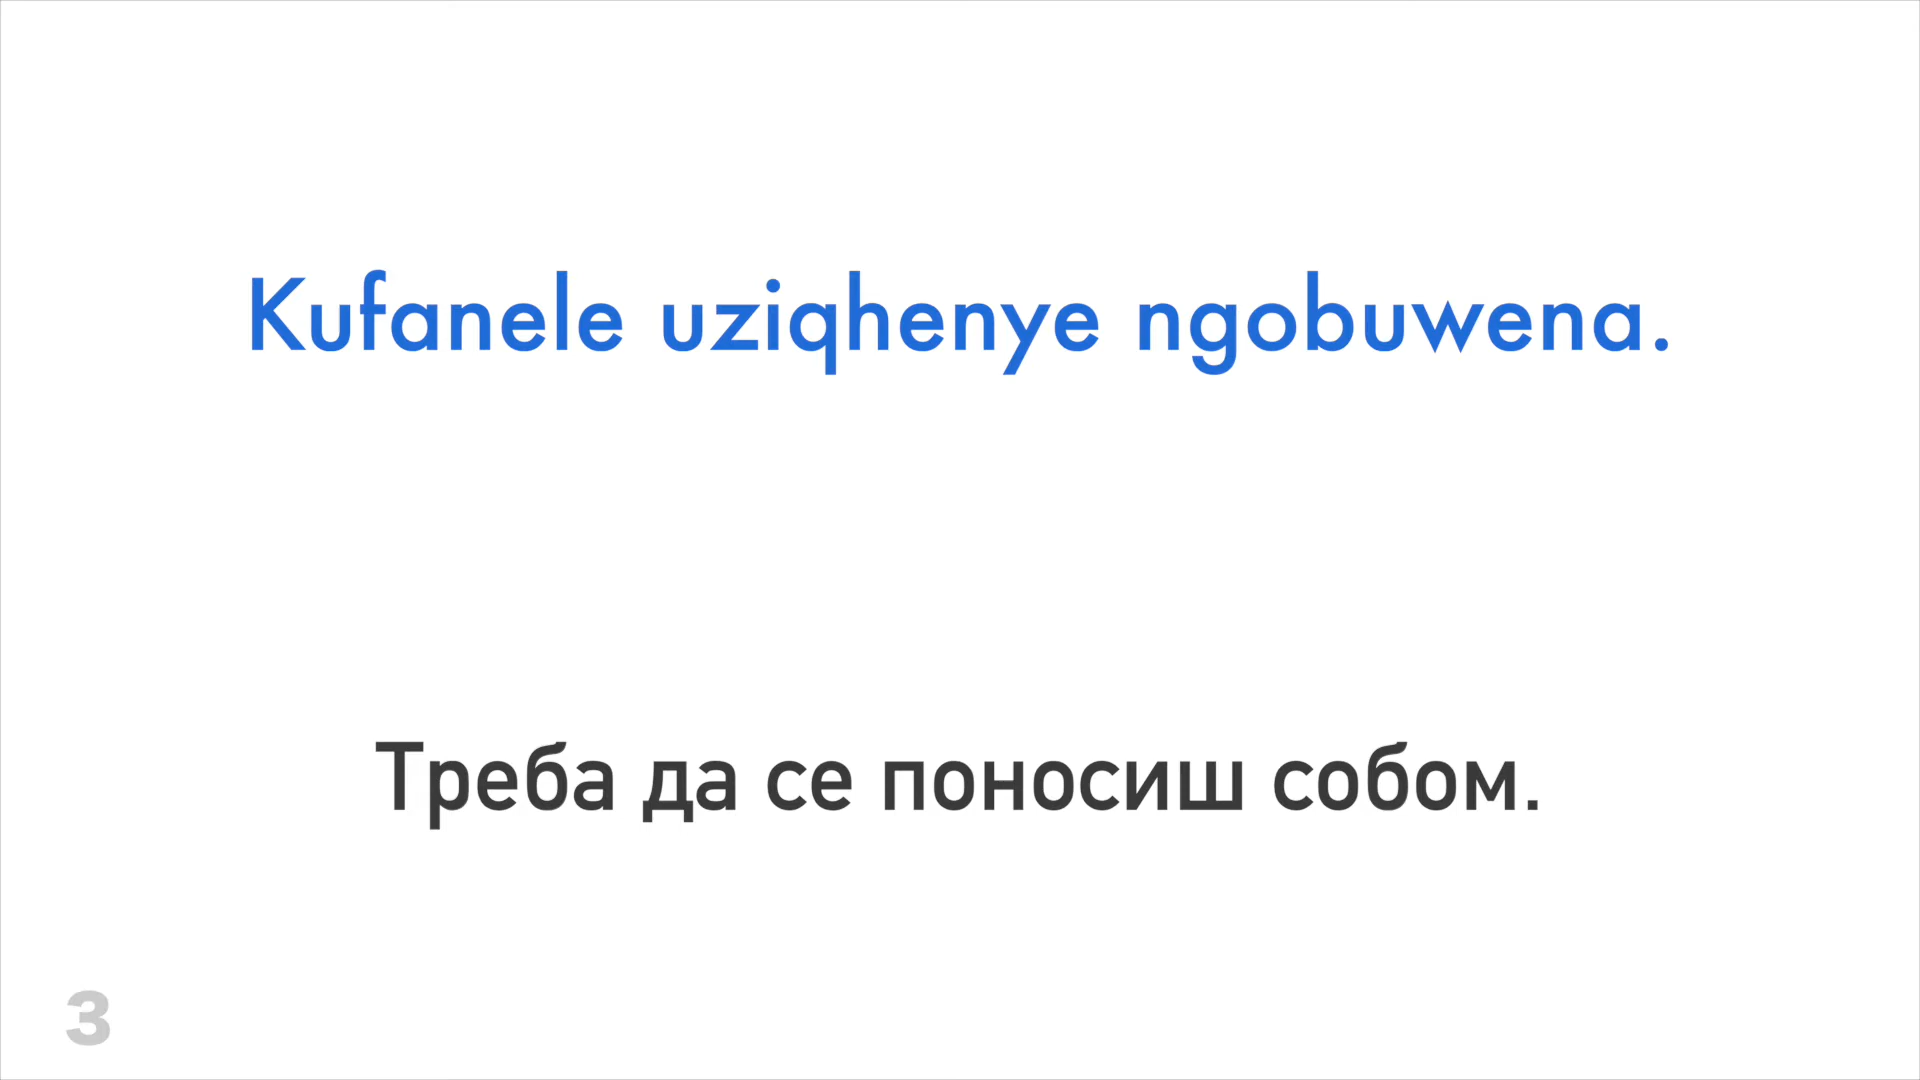 Kufanele uziqhenye ngobuwena.
Треба да се поносиш собом.
3